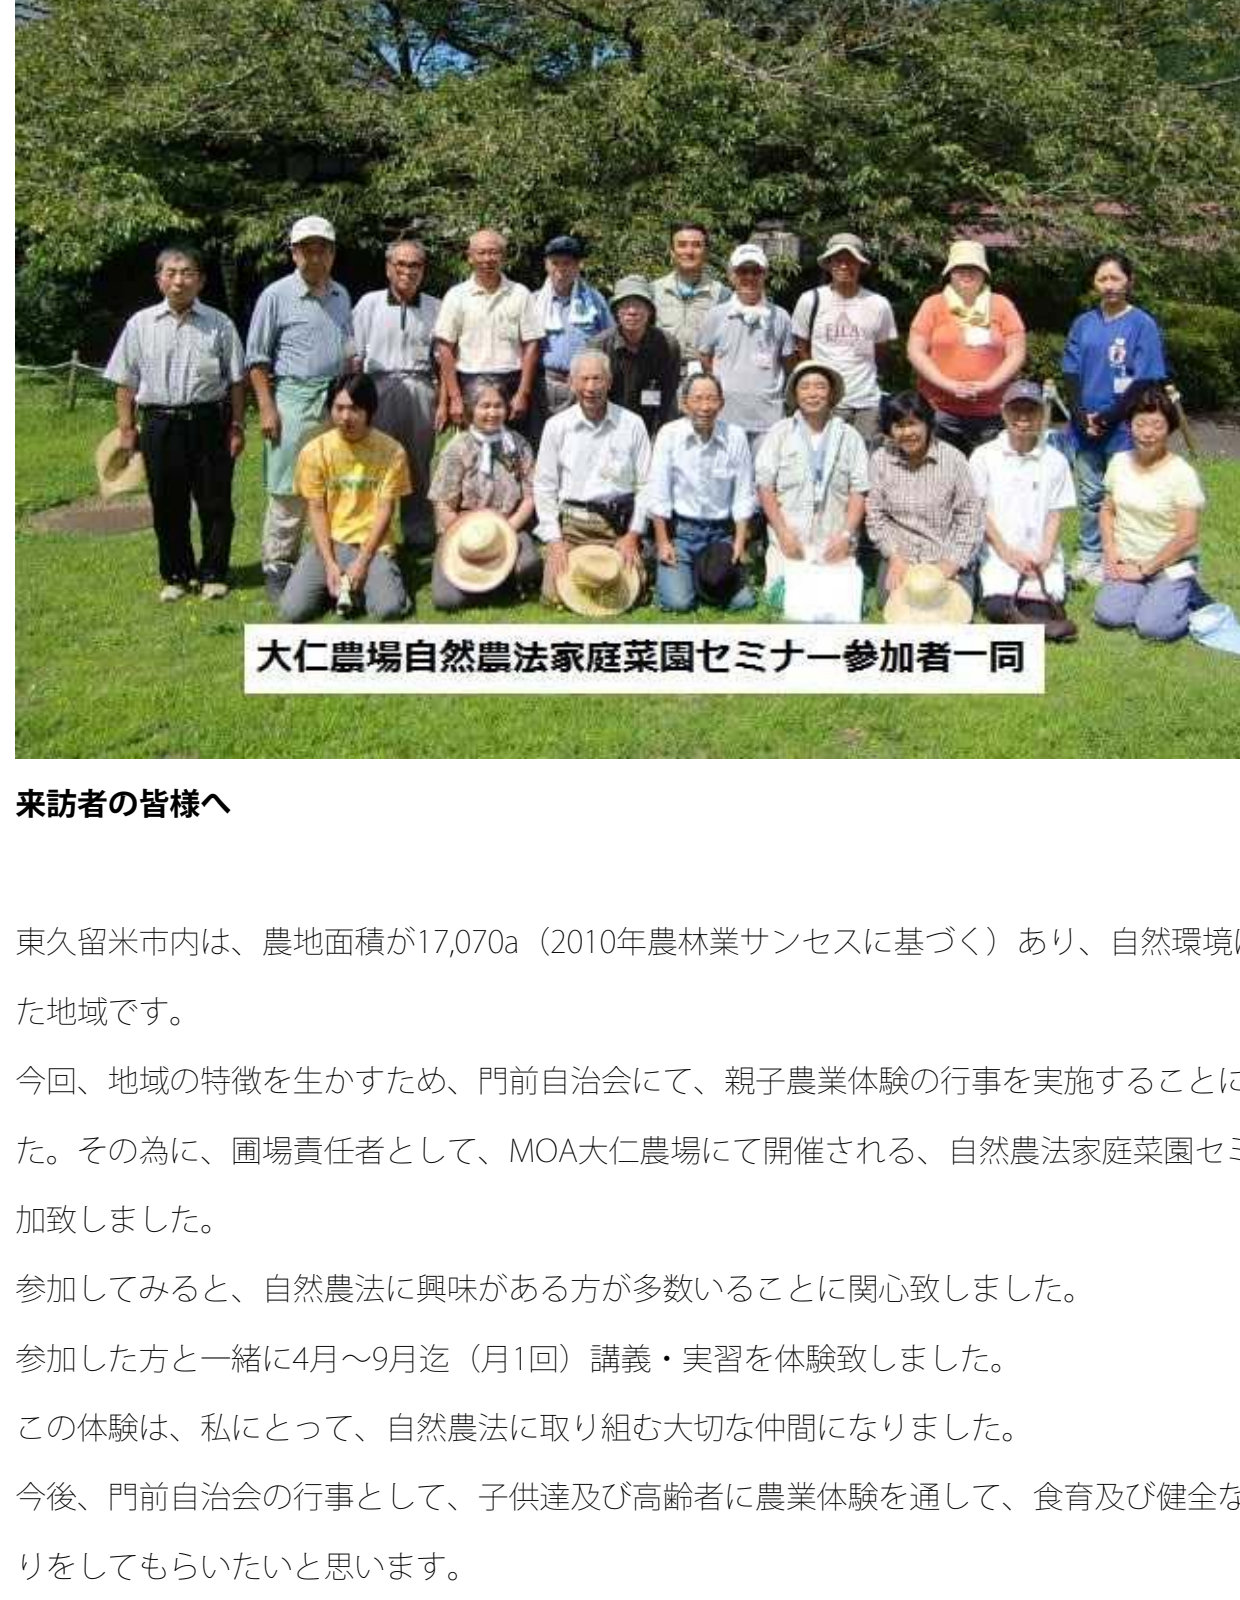 FILA
大仁農場自然農法家庭菜園セミナー参加者一同
来訪者の皆様へ
東久留米市内は、農地面積が17,070a（2010年農林業サンセスに基づく）あり、自然環境
た地域です。
今回、地域の特徴を生かすため、門前自治会にて、親子農業体験の行事を実施することに
た。その為に、圃場責任者として、MOA大仁農場にて開催される、自然農法家庭菜園セミ
加致しました。
参加してみると、自然農法に興味がある方が多数いることに関心致しました。
参加した方と一緒に4月～9月迄（月1回）講義・実習を体験致しました。
この体験は、私にとって、自然農法に取り組む大切な仲間になりました。
今後、門前自治会の行事として、子供達及び高齢者に農業体験を通して、食育及び健全な
りをしてもらいたいと思います。